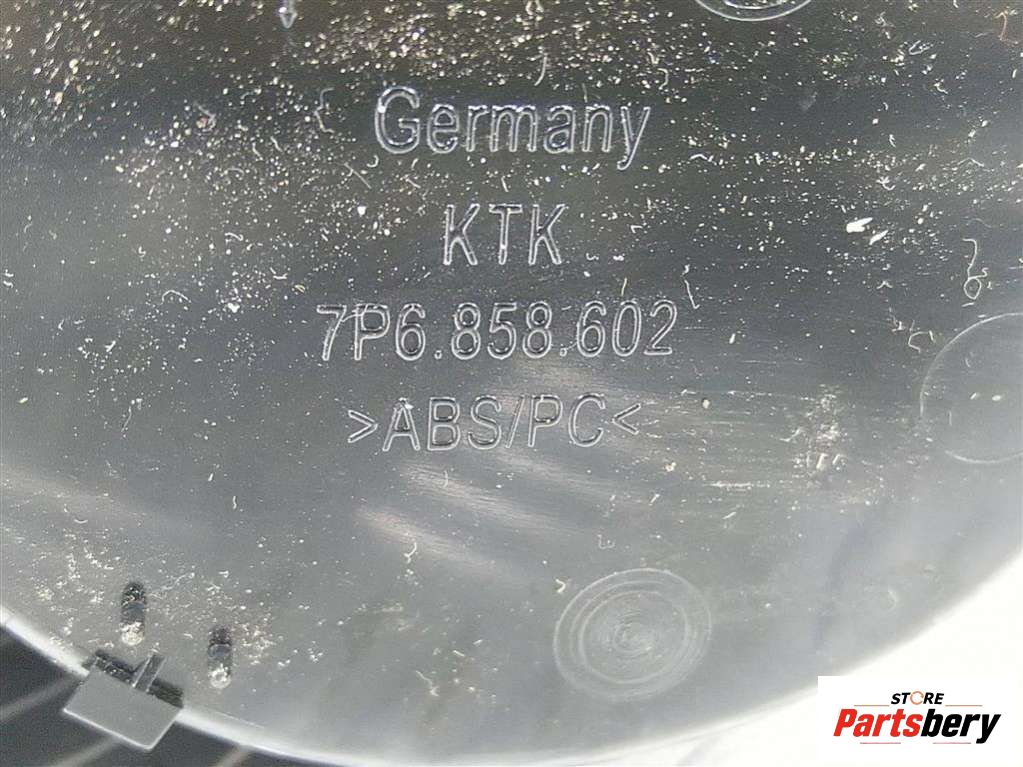 Germany
KTK
7P6.858.602
>ABS/PC<
STORE
Partsbery